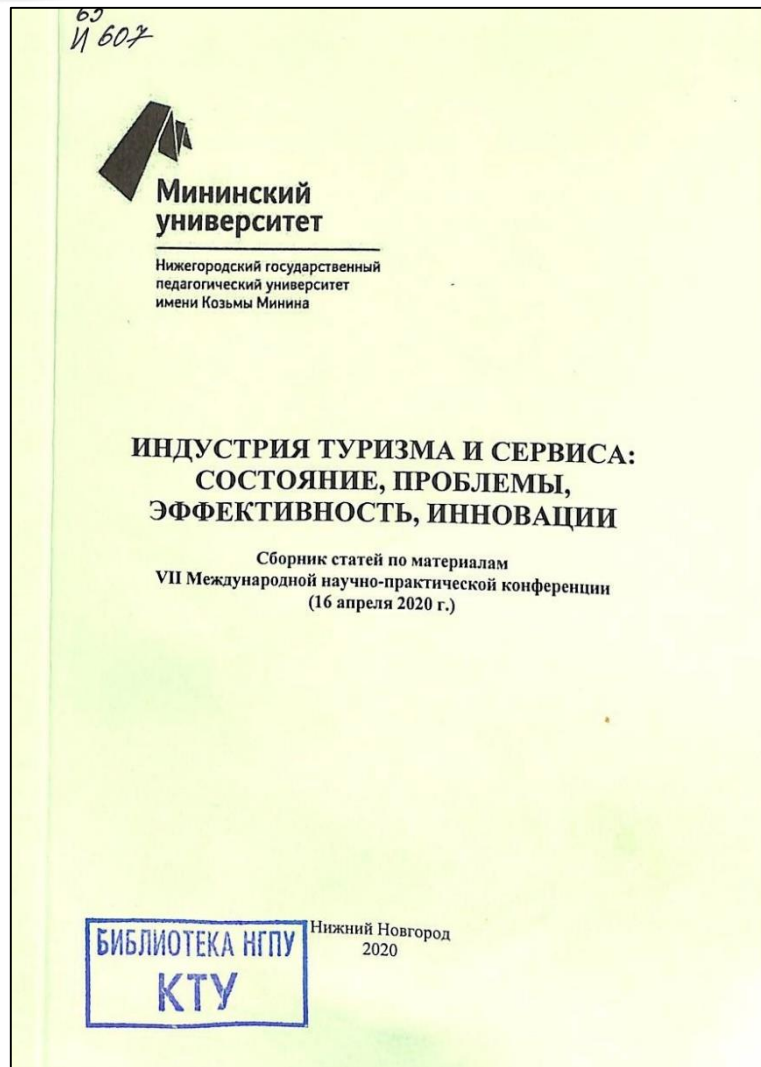 65
И 607
Мининский
университет
Нижегородский государственный
педагогический университет
имени Козьмы Минина
ИНДУСТРИЯ ТУРИЗМА И СЕРВИСА:
СОСТОЯНИЕ, ПРОБЛЕМЫ,
ЭФФЕКТИВНОСТЬ, ИННОВАЦИИ
Сборник статей по материалам
VII Международной научно-практической конференции
(16 апреля 2020 г.)
Нижний Новгород
2020
БИБЛИОТЕКА НГПУ
КТУ